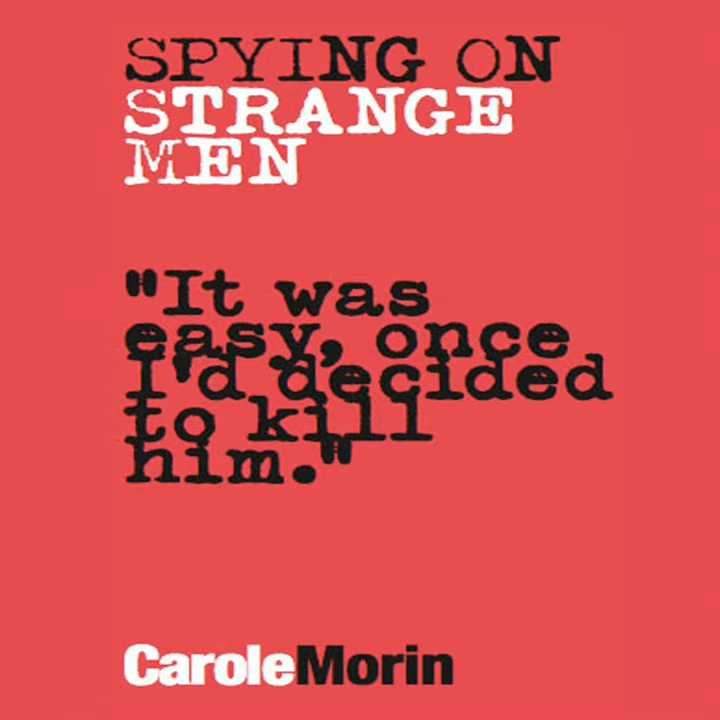 SPYING ON
STRANGE
MEN
"It was
easy, once
I'd decided
to kill
him."
CaroleMorin